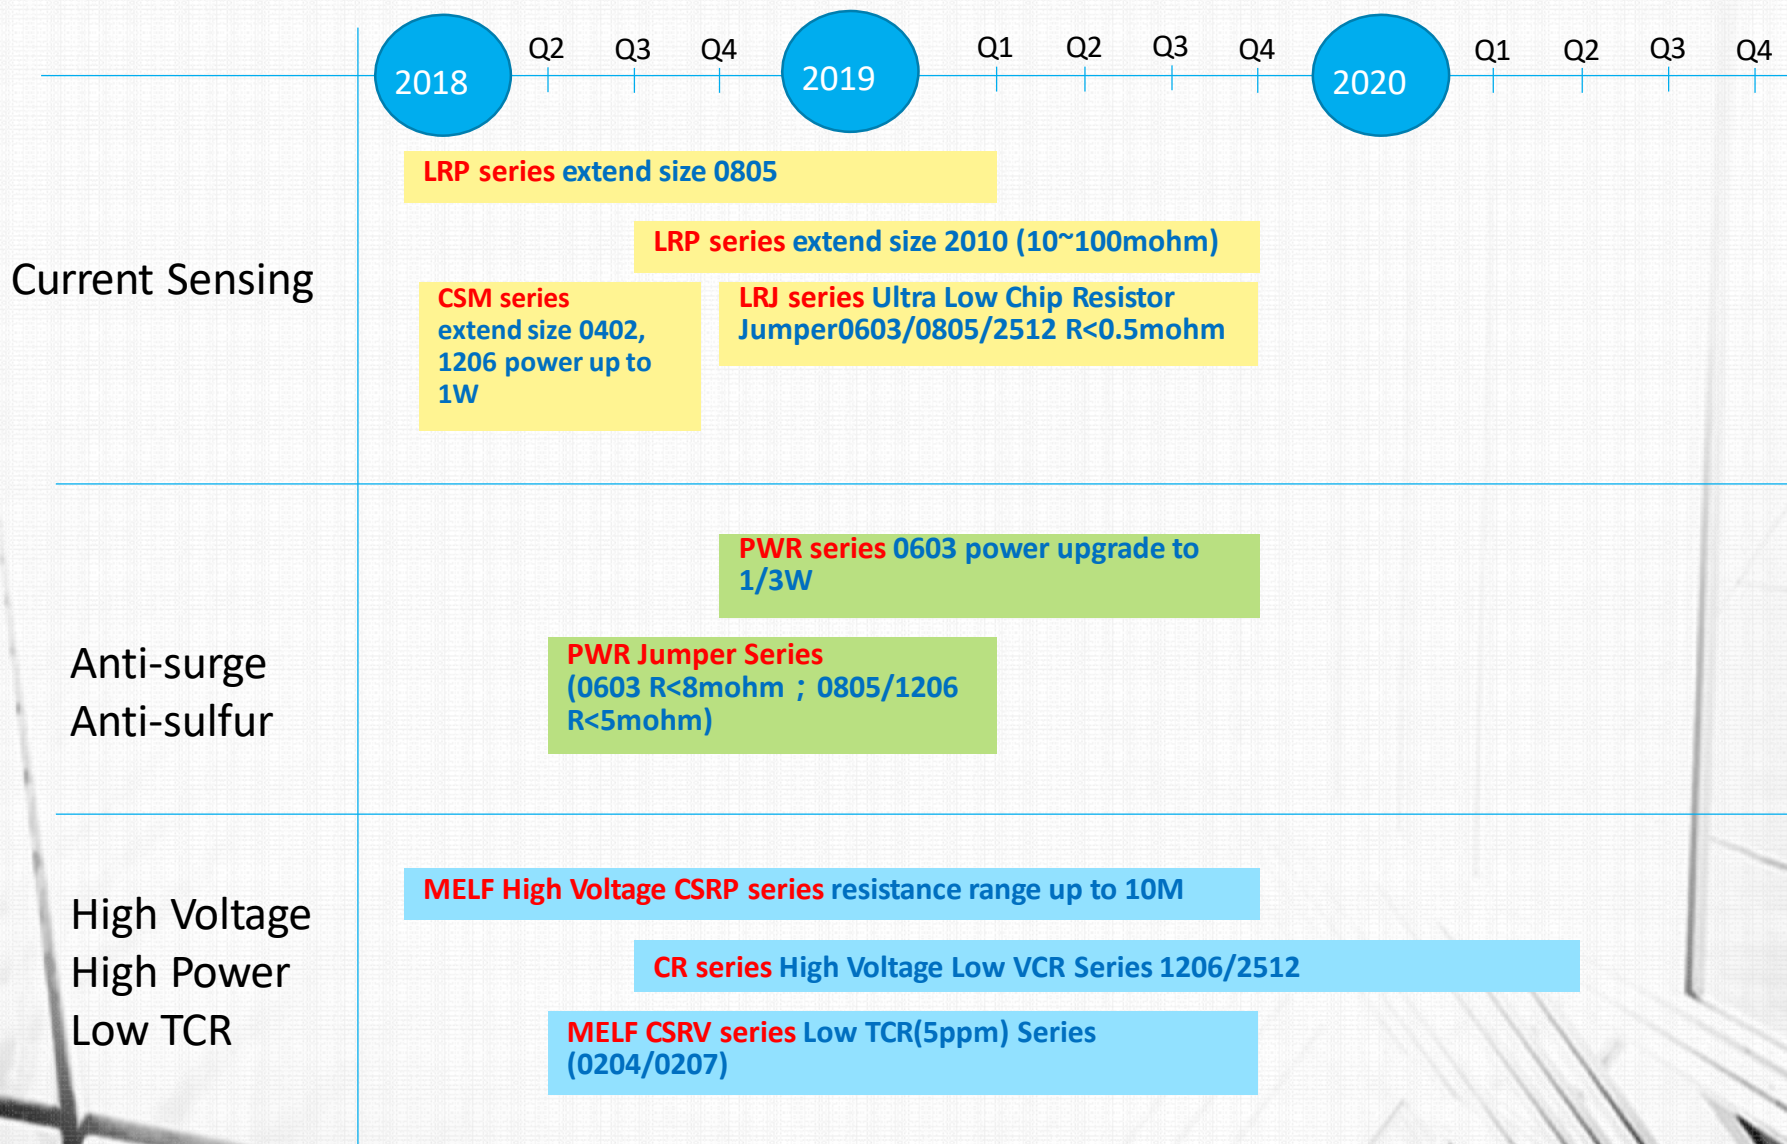 2018 Q2 Q3 Q4 2019 Q1 Q2 Q3 Q4 2020 Q1 Q2 Q3 Q4
Current Sensing
LRP series extend size 0805
LRP series extend size 2010 (10~100mohm)
CSM series
extend size 0402,
1206 power up to
1W
LRJ series Ultra Low Chip Resistor
Jumper0603/0805/2512 R<0.5mohm
Anti-surge
Anti-sulfur
PWR series 0603 power upgrade to
1/3W
PWR Jumper Series
(0603 R<8mohm ; 0805/1206
R<5mohm)
High Voltage
High Power
Low TCR
MELF High Voltage CSRP series resistance range up to 10M
CR series High Voltage Low VCR Series 1206/2512
MELF CSRV series Low TCR(5ppm) Series
(0204/0207)